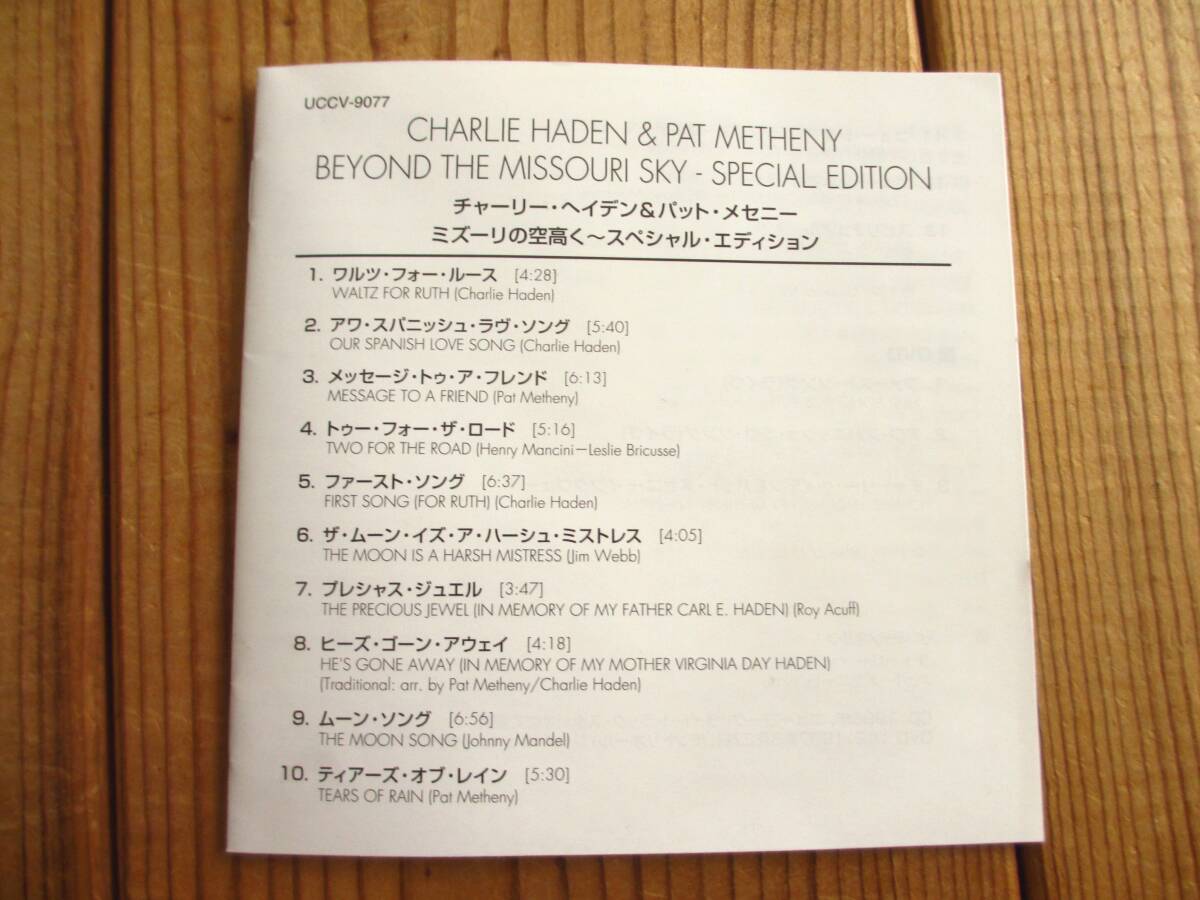 UCCV-9077
CHARLIE HADEN & PAT METHENY
BEYOND THE MISSOURI SKY - SPECIAL EDITION
チャーリー・ヘイデン&パット・メセニー
ミズーリの空高く〜スペシャル・エディション
1. ワルツ・フォー・ルース [4:28]
WALTZ FOR RUTH (Charlie Haden)
2. アワ・スパニッシュ・ラヴ・ソング [5:40]
OUR SPANISH LOVE SONG (Charlie Haden)
3. メッセージ・トゥ・ア・フレンド [6:13]
MESSAGE TO A FRIEND (Pat Metheny)
4. トゥー・フォー・ザ・ロード [5:16]
TWO FOR THE ROAD (Henry Mancini—Leslie Bricusse)
5. ファースト・ソング [6:37]
FIRST SONG (FOR RUTH) (Charlie Haden)
6. ザ・ムーン・イズ・ア・ハーシュ・ミストレス [4:05]
THE MOON IS A HARSH MISTRESS (Jim Webb)
7. プレシャス・ジュエル [3:47]
THE PRECIOUS JEWEL (IN MEMORY OF MY FATHER CARL E. HADEN) (Roy Acuff)
8. ヒーズ・ゴーン・アウェイ [4:18]
HE'S GONE AWAY (IN MEMORY OF MY MOTHER VIRGINIA DAY HADEN)
(Traditional: arr. by Pat Metheny/Charlie Haden)
9. ムーン・ソング [6:56]
THE MOON SONG (Johnny Mandel)
10. ティアーズ・オブ・レイン [5:30]
TEARS OF RAIN (Pat Metheny)